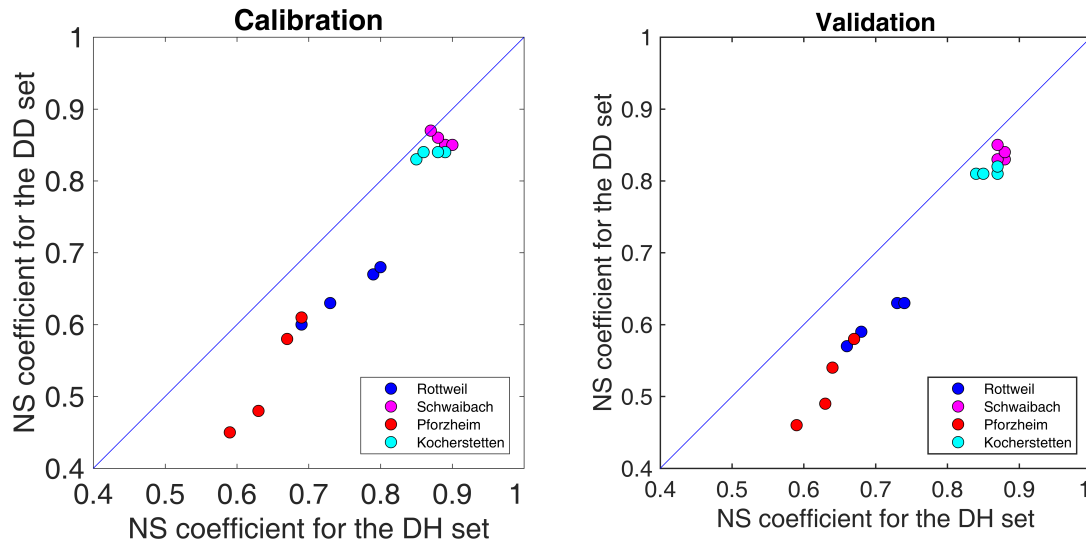 Calibration
1
0.9
0.8
0.7
0.6
0.5
0.4
NS coefficient for the DD set
0.4 0.5 0.6 0.7 0.8 0.9 1
NS coefficient for the DH set
Rottweil
Schwaibach
Pforzheim
Kocherstetten
Validation
1
0.9
0.8
0.7
0.6
0.5
0.4
NS coefficient for the DD set
0.4 0.5 0.6 0.7 0.8 0.9 1
NS coefficient for the DH set
Rottweil
Schwaibach
Pforzheim
Kocherstetten